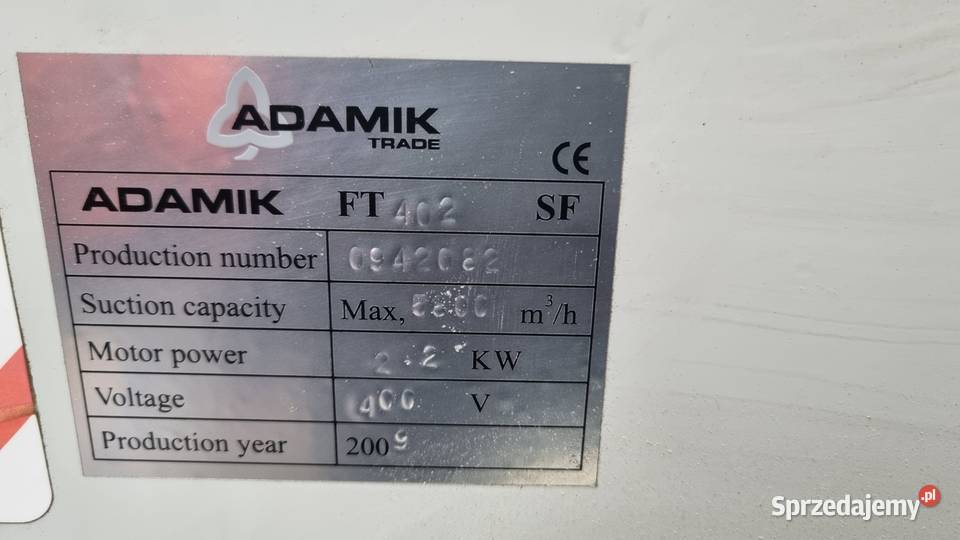 ADAMIK
TRADE
CE
ADAMIK FT 402 SF
Production number 0942082
Suction capacity Max, m³/h
Motor power 2.2 KW
Voltage 400 V
Production year 2009
Sprzedajemy.pl